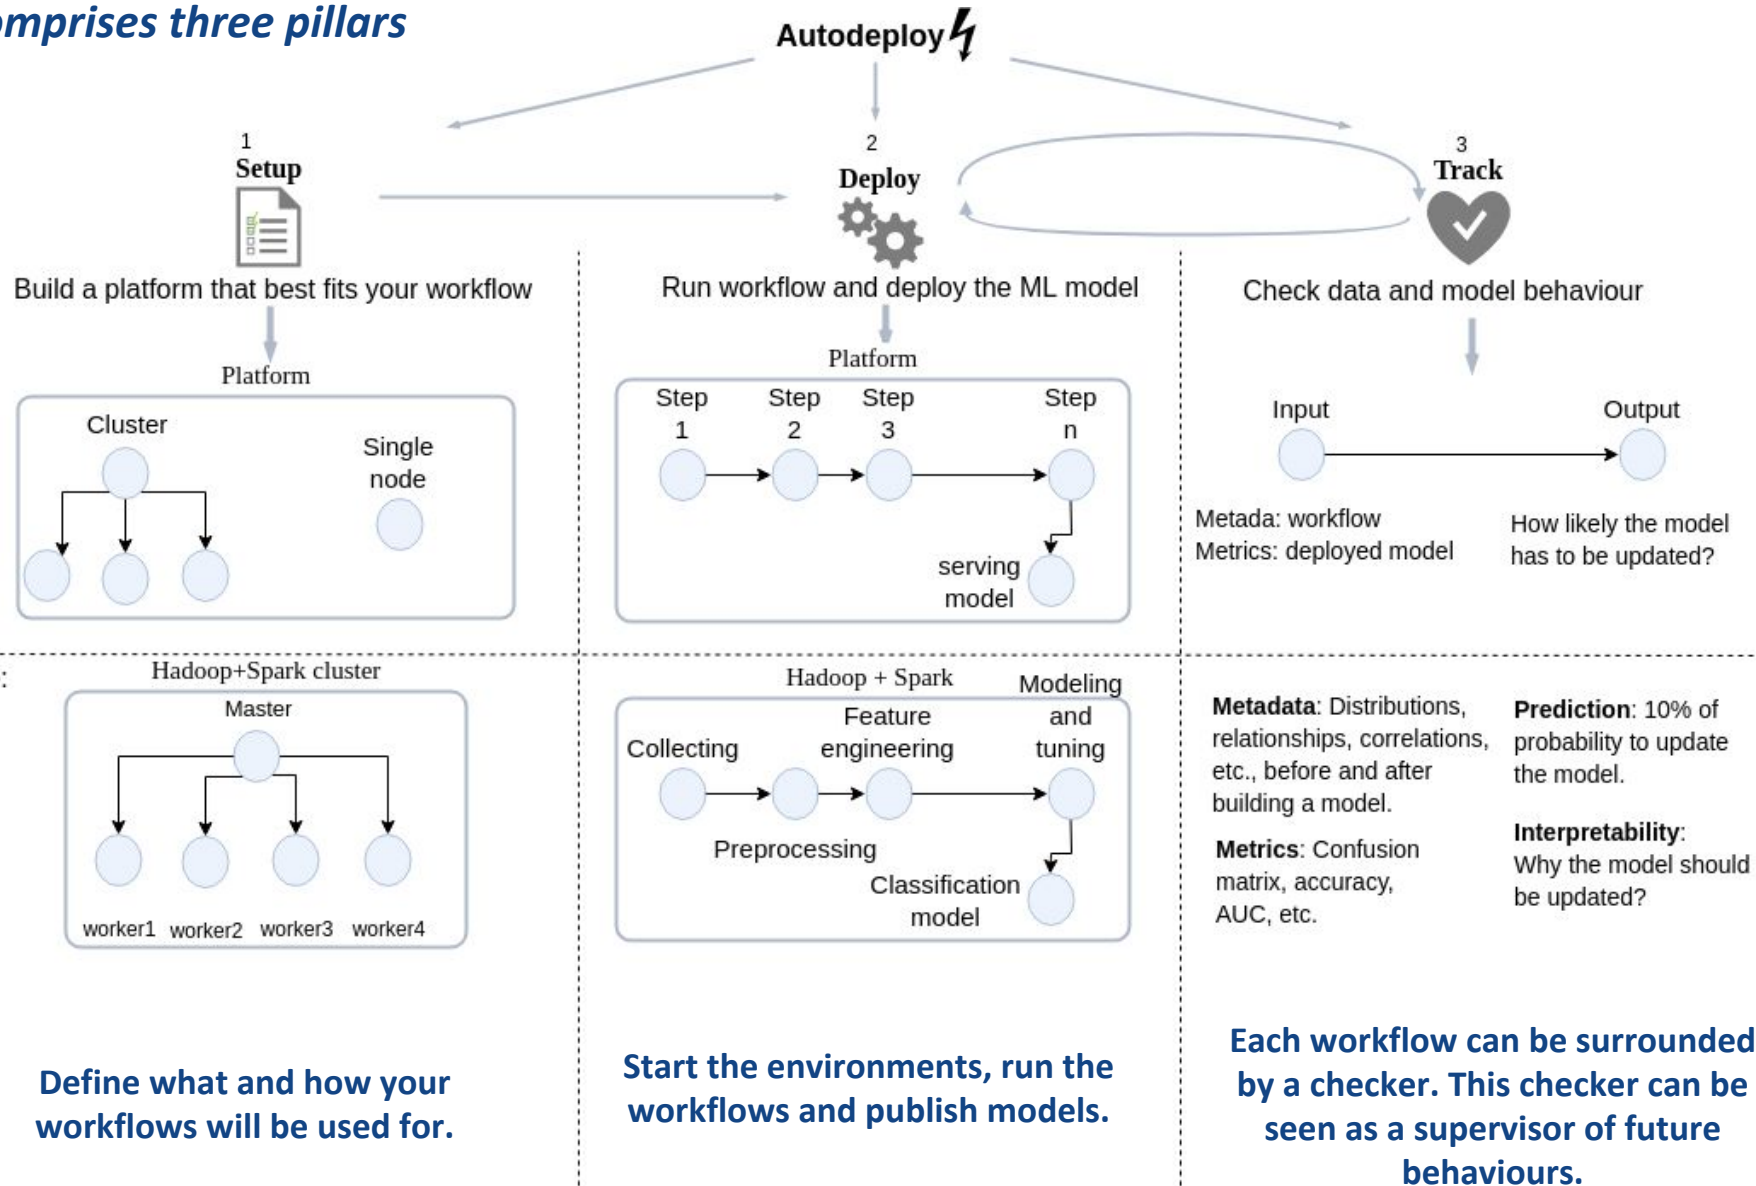 omprises three pillars
Autodeploy
1
Setup
Build a platform that best fits your workflow
Platform
Cluster
Single
node
2
Deploy
Run workflow and deploy the ML model
Platform
Step
1
Step
2
Step
3
Step
n
serving
model
3
Track
Check data and model behaviour
Input
Output
Metada: workflow
Metrics: deployed model
How likely the model
has to be updated?
:
Hadoop+Spark cluster
Master
worker1
worker2
worker3
worker4
Hadoop + Spark
Collecting
Preprocessing
Feature
engineering
Modeling
and
tuning
Classification
model
Metadata: Distributions,
relationships, correlations,
etc., before and after
building a model.
Metrics: Confusion
matrix, accuracy,
AUC, etc.
Prediction: 10% of
probability to update
the model.
Interpretability:
Why the model should
be updated?
Define what and how your
workflows will be used for.
Start the environments, run the
workflows and publish models.
Each workflow can be surrounded
by a checker. This checker can be
seen as a supervisor of future
behaviours.